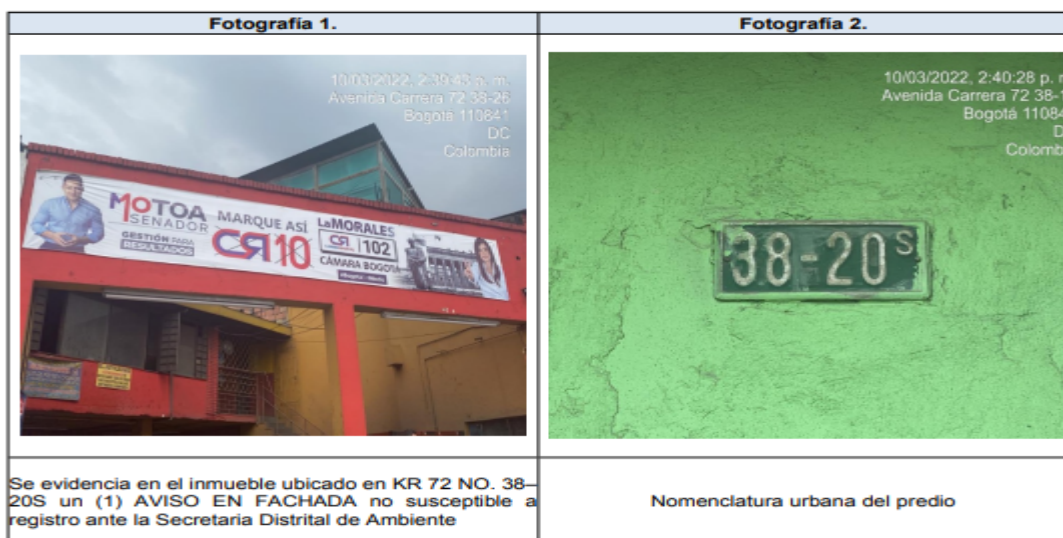 Fotografía 1.
Fotografía 2.
10/03/2022, 2:39:43 p. m.
Avenida Carrera 72 38-26
Bogotá 110841
DC
Colombia
MOTOA
SENADOR
GESTIÓN PARA
RESULTADOS
MARQUE ASÍ
CR 10
LaMORALES
CR 102
CÁMARA BOGOTÁ
10/03/2022, 2:40:28 p.
Avenida Carrera 72 38-
Bogotá 11084
Colomb
38-20 S
Se evidencia en el inmueble ubicado en KR 72 NO. 38–
20S un (1) AVISO EN FACHADA no susceptible a
registro ante la Secretaria Distrital de Ambiente
Nomenclatura urbana del predio